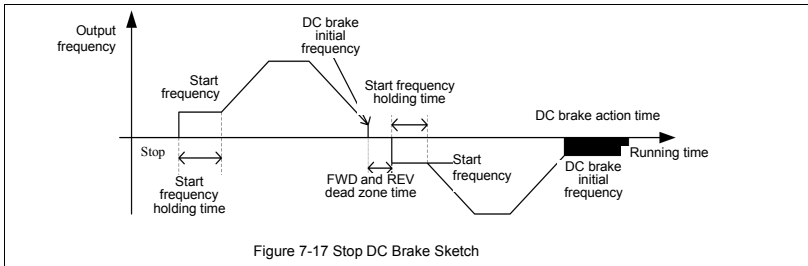 Output
frequency
DC brake
initial
frequency
Start
frequency
Start frequency
holding time
DC brake action time
Stop
Start
frequency
holding time
FWD and REV
dead zone time
Start
frequency
DC brake
initial
frequency
Running time
Figure 7-17 Stop DC Brake Sketch